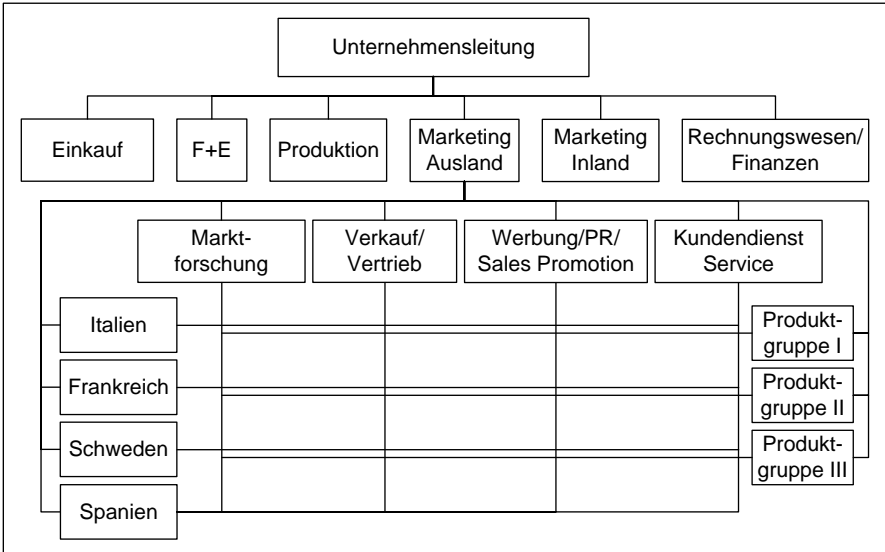 Unternehmensleitung
Einkauf
F+E
Produktion
Marketing
Ausland
Marketing
Inland
Rechnungswesen/
Finanzen
Markt-
forschung
Verkauf/
Vertrieb
Werbung/PR/
Sales Promotion
Kundendienst
Service
Italien
Produkt-
gruppe I
Frankreich
Produkt-
gruppe II
Schweden
Produkt-
gruppe III
Spanien